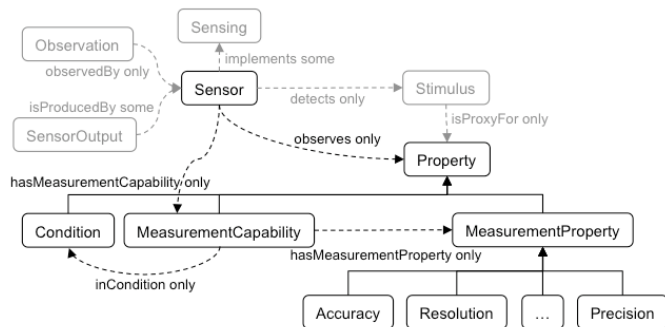 Sensing
Observation
implements some
observedBy only
Sensor
Stimulus
detects only
isProducedBy some
isProxyFor only
SensorOutput
observes only
Property
hasMeasurementCapability only
Condition
MeasurementCapability
MeasurementProperty
hasMeasurementProperty only
inCondition only
Accuracy
Resolution
...
Precision